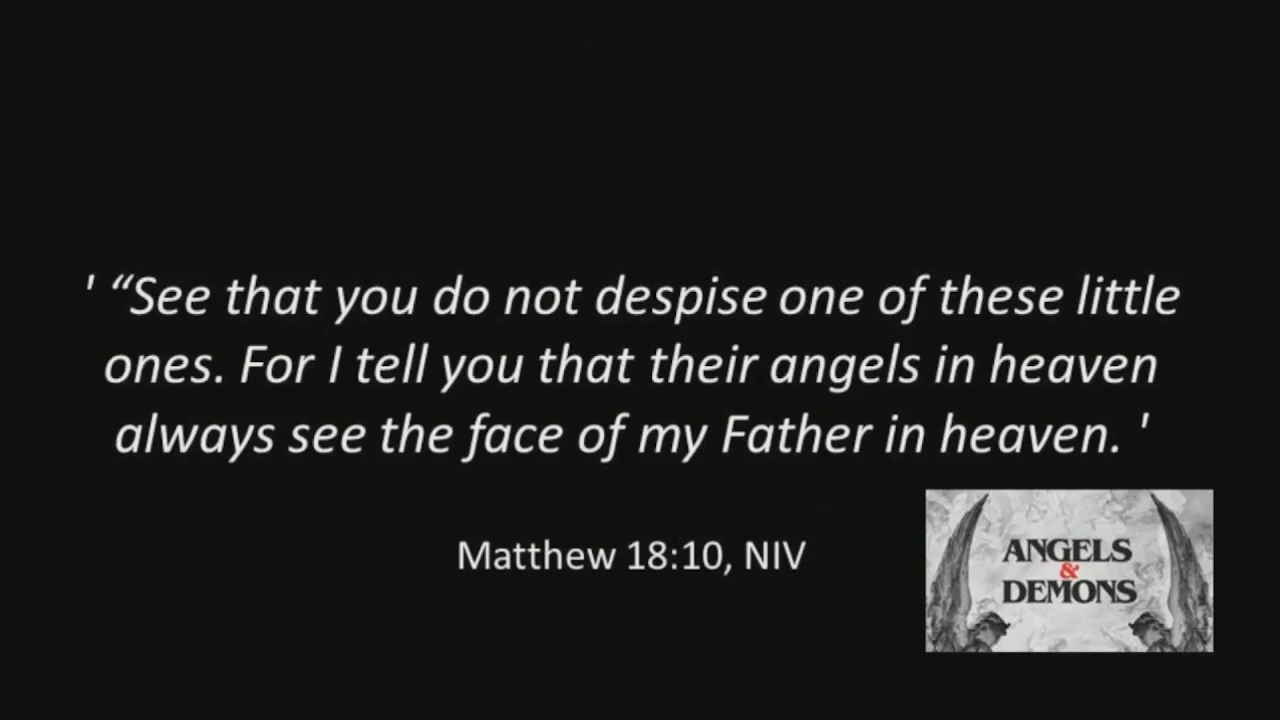 ' “See that you do not despise one of these little
ones. For I tell you that their angels in heaven
always see the face of my Father in heaven. '
Matthew 18:10, NIV
ANGELS
&
DEMONS